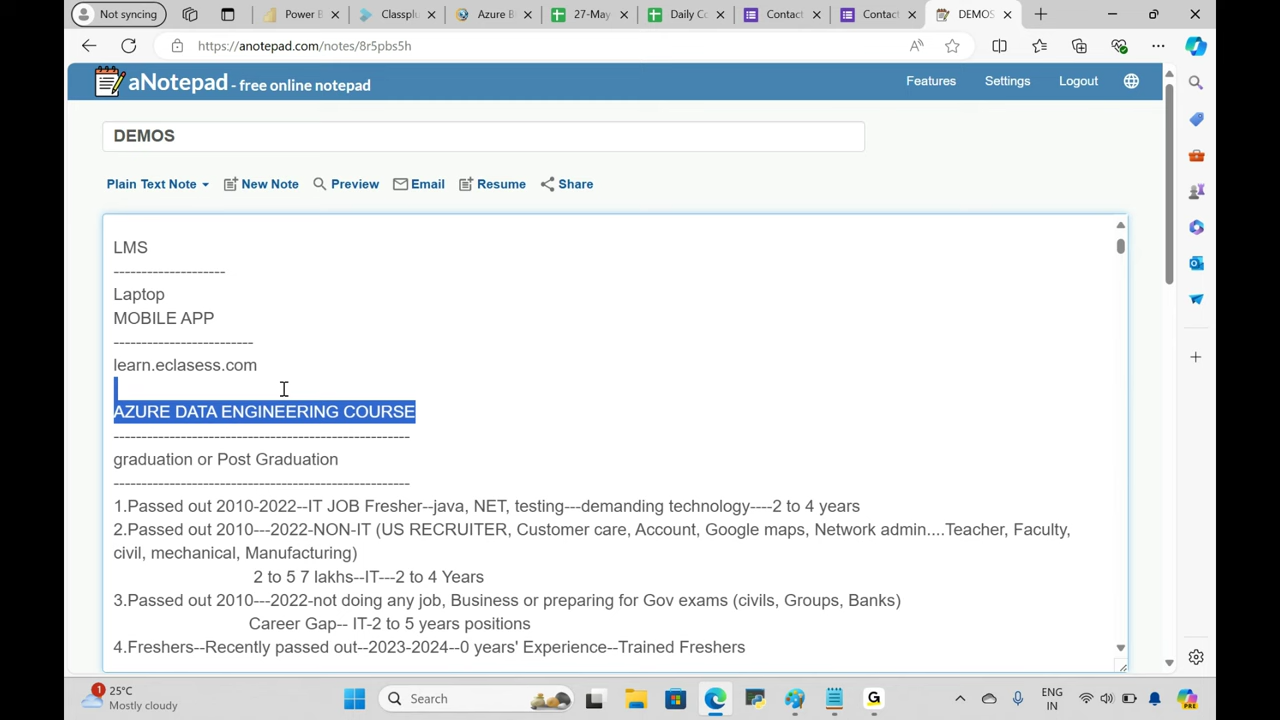 Not syncing
Power B
Classplu
Azure B
27-May
Daily Co
Contact
Contac
DEMOS
https://anotepad.com/notes/8r5pbs5h
aNotepad - free online notepad
Features Settings Logout
DEMOS
Plain Text Note New Note Preview Email Resume Share
LMS
--------------------
Laptop
MOBILE APP
-------------------------
learn.eclasess.com
AZURE DATA ENGINEERING COURSE
-----------------------------------------------------
graduation or Post Graduation
-----------------------------------------------------
1.Passed out 2010-2022--IT JOB Fresher--java, NET, testing---demanding technology----2 to 4 years
2.Passed out 2010---2022-NON-IT (US RECRUITER, Customer care, Account, Google maps, Network admin....Teacher, Faculty,
civil, mechanical, Manufacturing)
2 to 5 7 lakhs--IT---2 to 4 Years
3.Passed out 2010---2022-not doing any job, Business or preparing for Gov exams (civils, Groups, Banks)
Career Gap-- IT-2 to 5 years positions
4.Freshers--Recently passed out--2023-2024--0 years' Experience--Trained Freshers
1
25°C
Mostly cloudy
Search
ENG
IN
PRE